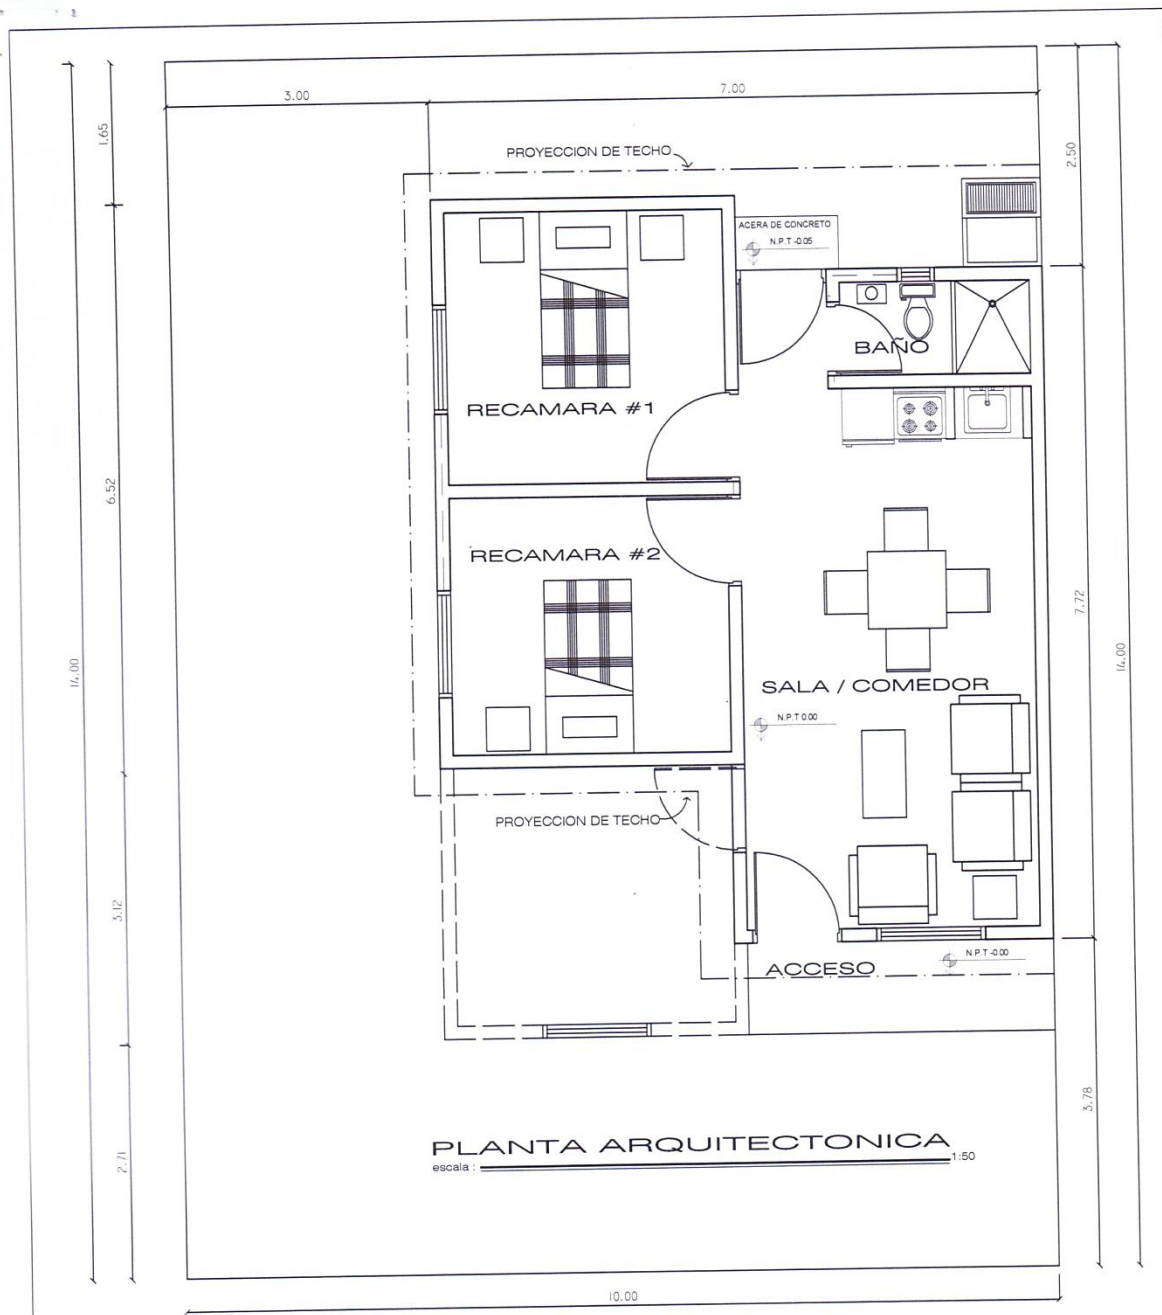 3.00
7.00
1.65
2.50
PROYECCION DE TECHO
ACERA DE CONCRETO
N.P.T -0.05
BAÑO
RECAMARA #1
6.52
RECAMARA #2
7.72
14.00
14.00
SALA / COMEDOR
N.P.T 0.00
PROYECCION DE TECHO
3.12
ACCESO
N.P.T -0.00
3.78
2.71
PLANTA ARQUITECTONICA
escala : 1:50
10.00